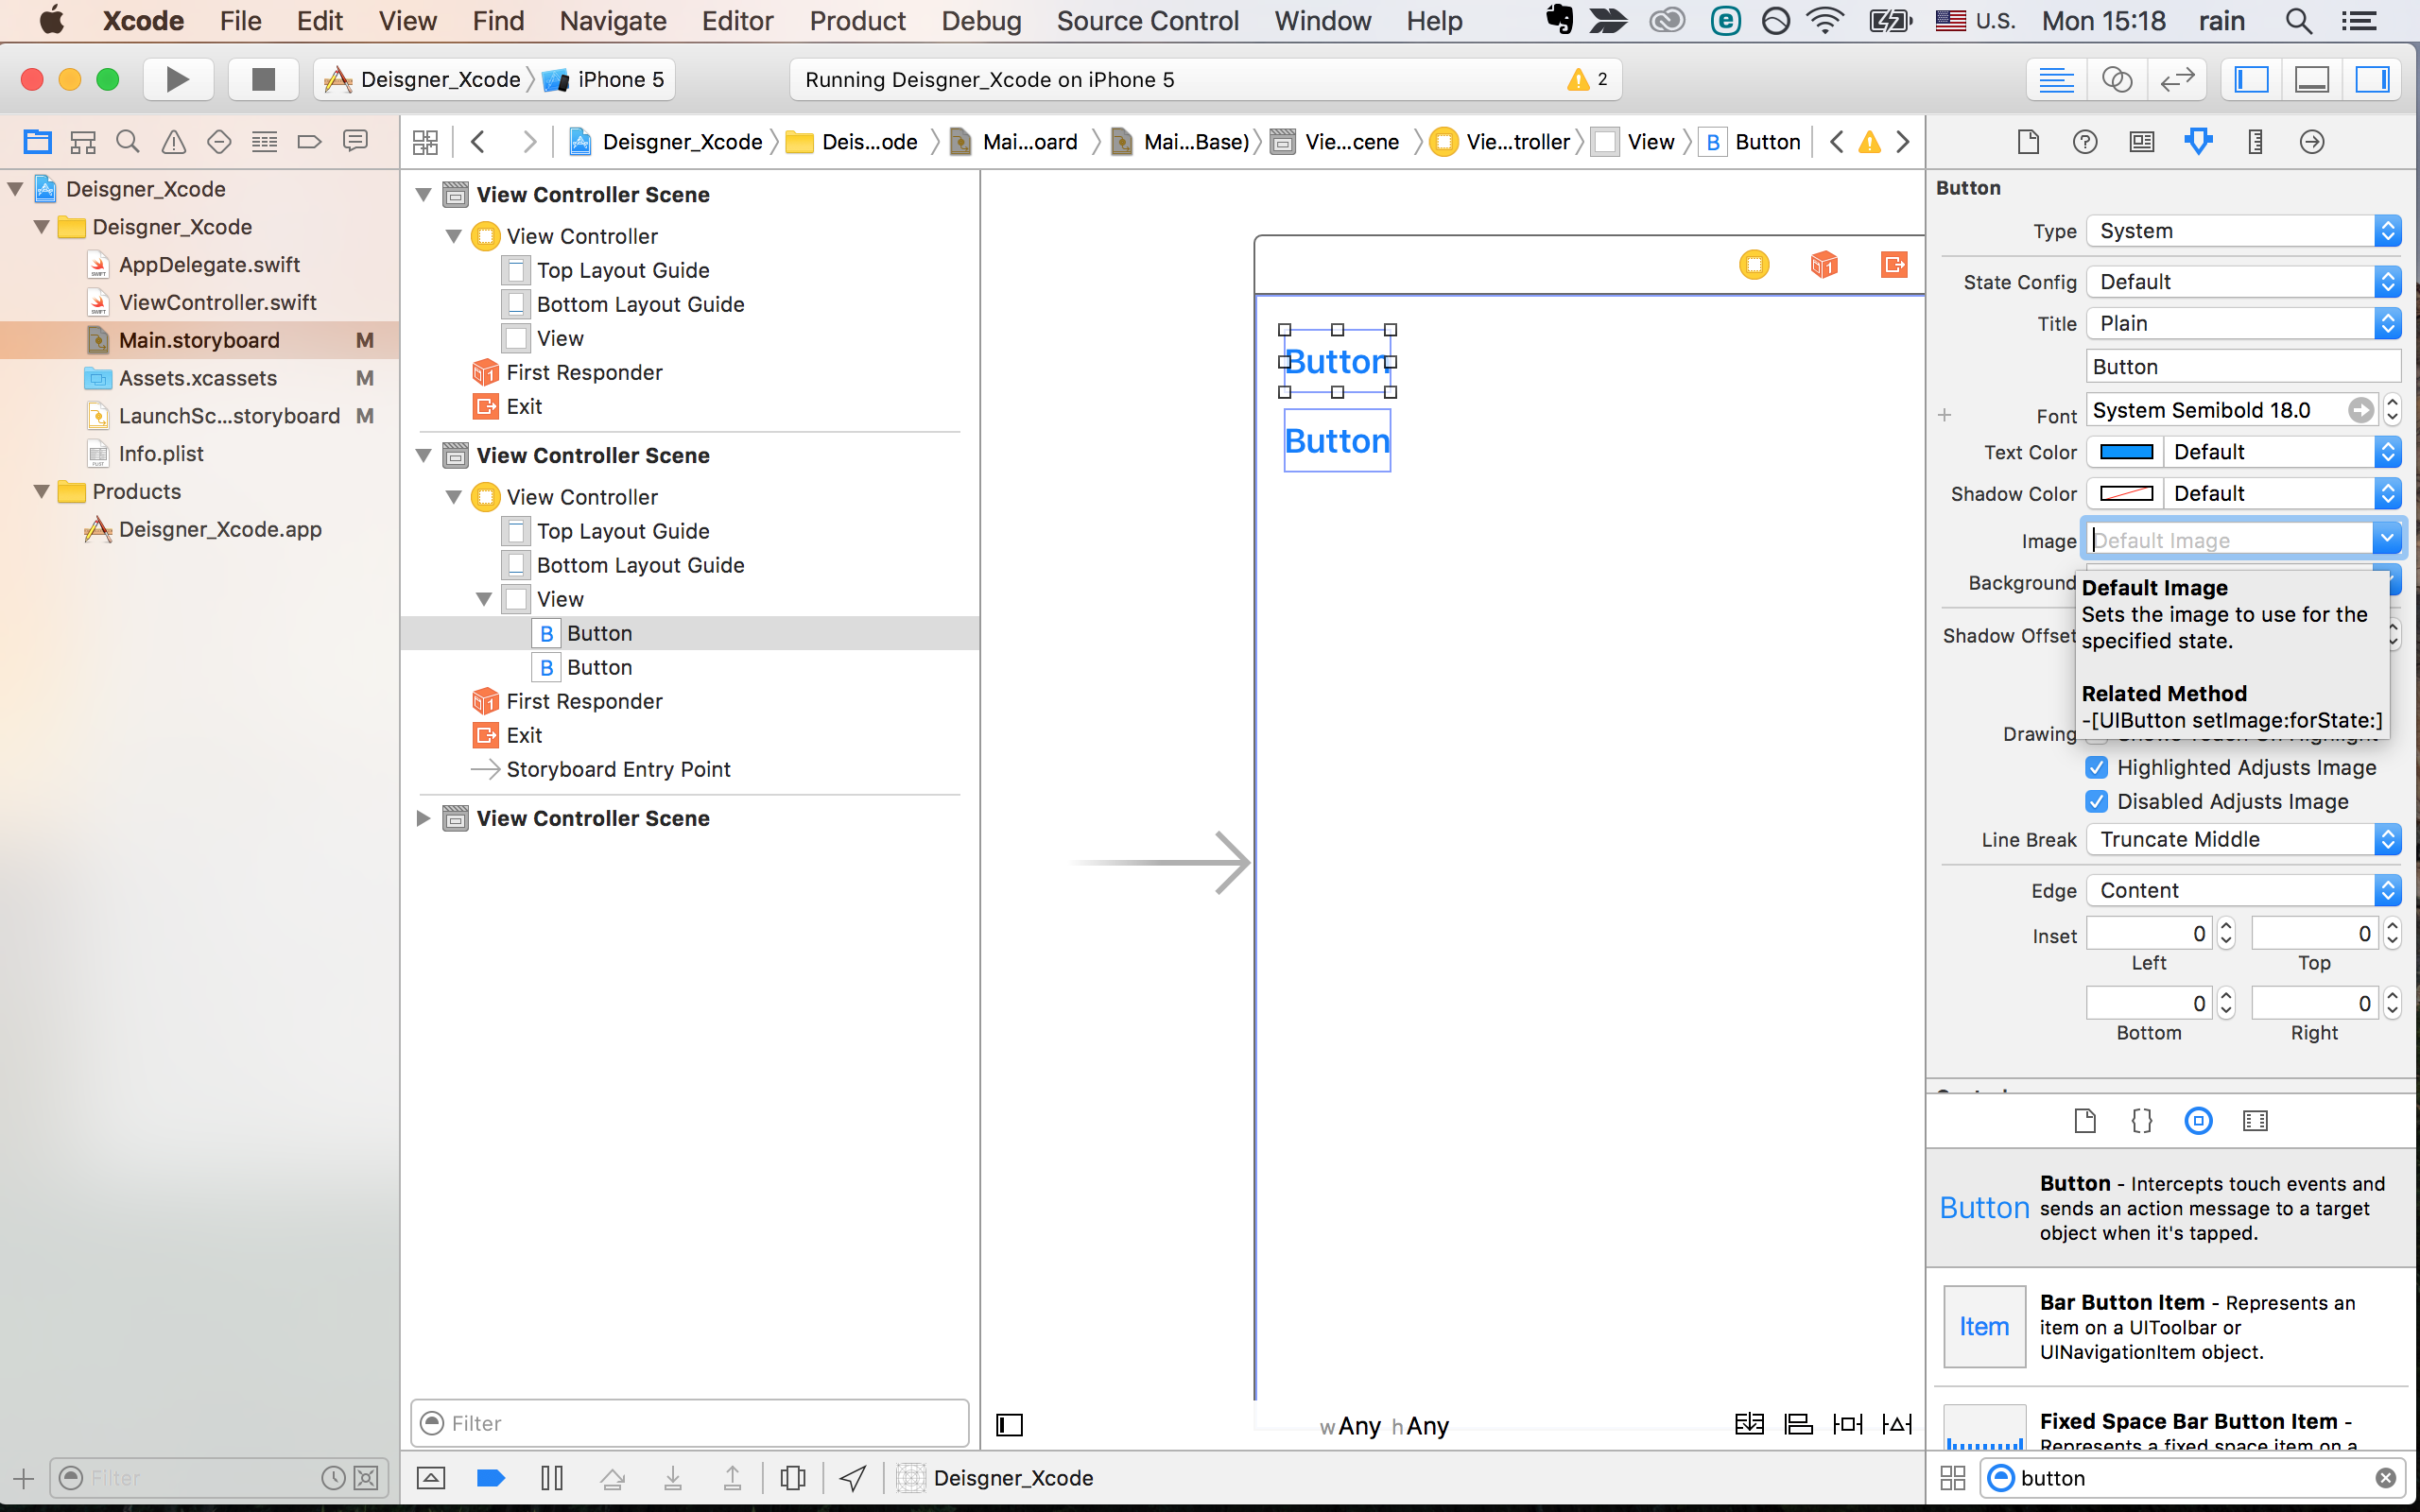 Xcode File Edit View Find Navigate Editor Product Debug Source Control Window Help U.S. Mon 15:18 rain
Deisgner_Xcode iPhone 5 Running Deisgner_Xcode on iPhone 5 2
Deisgner_Xcode Deis...ode Mai...oard Mai...Base) Vie...cene Vie...troller View B Button
Deisgner_Xcode
Deisgner_Xcode
AppDelegate.swift
ViewController.swift
Main.storyboard M
Assets.xcassets M
LaunchSc...storyboard M
Info.plist
Products
Deisgner_Xcode.app
Filter
View Controller Scene
View Controller
Top Layout Guide
Bottom Layout Guide
View
First Responder
Exit
View Controller Scene
View Controller
Top Layout Guide
Bottom Layout Guide
View
B Button
B Button
First Responder
Exit
Storyboard Entry Point
View Controller Scene
Filter
Button
Button
wAny hAny
Deisgner_Xcode
Button
Type System
State Config Default
Title Plain
Button
Font System Semibold 18.0
Text Color Default
Shadow Color Default
Image Default Image
Background
Default Image
Sets the image to use for the
specified state.
Shadow Offset
Related Method
-[UIButton setImage:forState:]
Drawing
Highlighted Adjusts Image
Disabled Adjusts Image
Line Break Truncate Middle
Edge Content
Inset 0 0
Left Top
0 0
Bottom Right
Button
Button - Intercepts touch events and
sends an action message to a target
object when it's tapped.
Item
Bar Button Item - Represents an
item on a UIToolbar or
UINavigationItem object.
Fixed Space Bar Button Item -
Represents a fixed space item on a
button